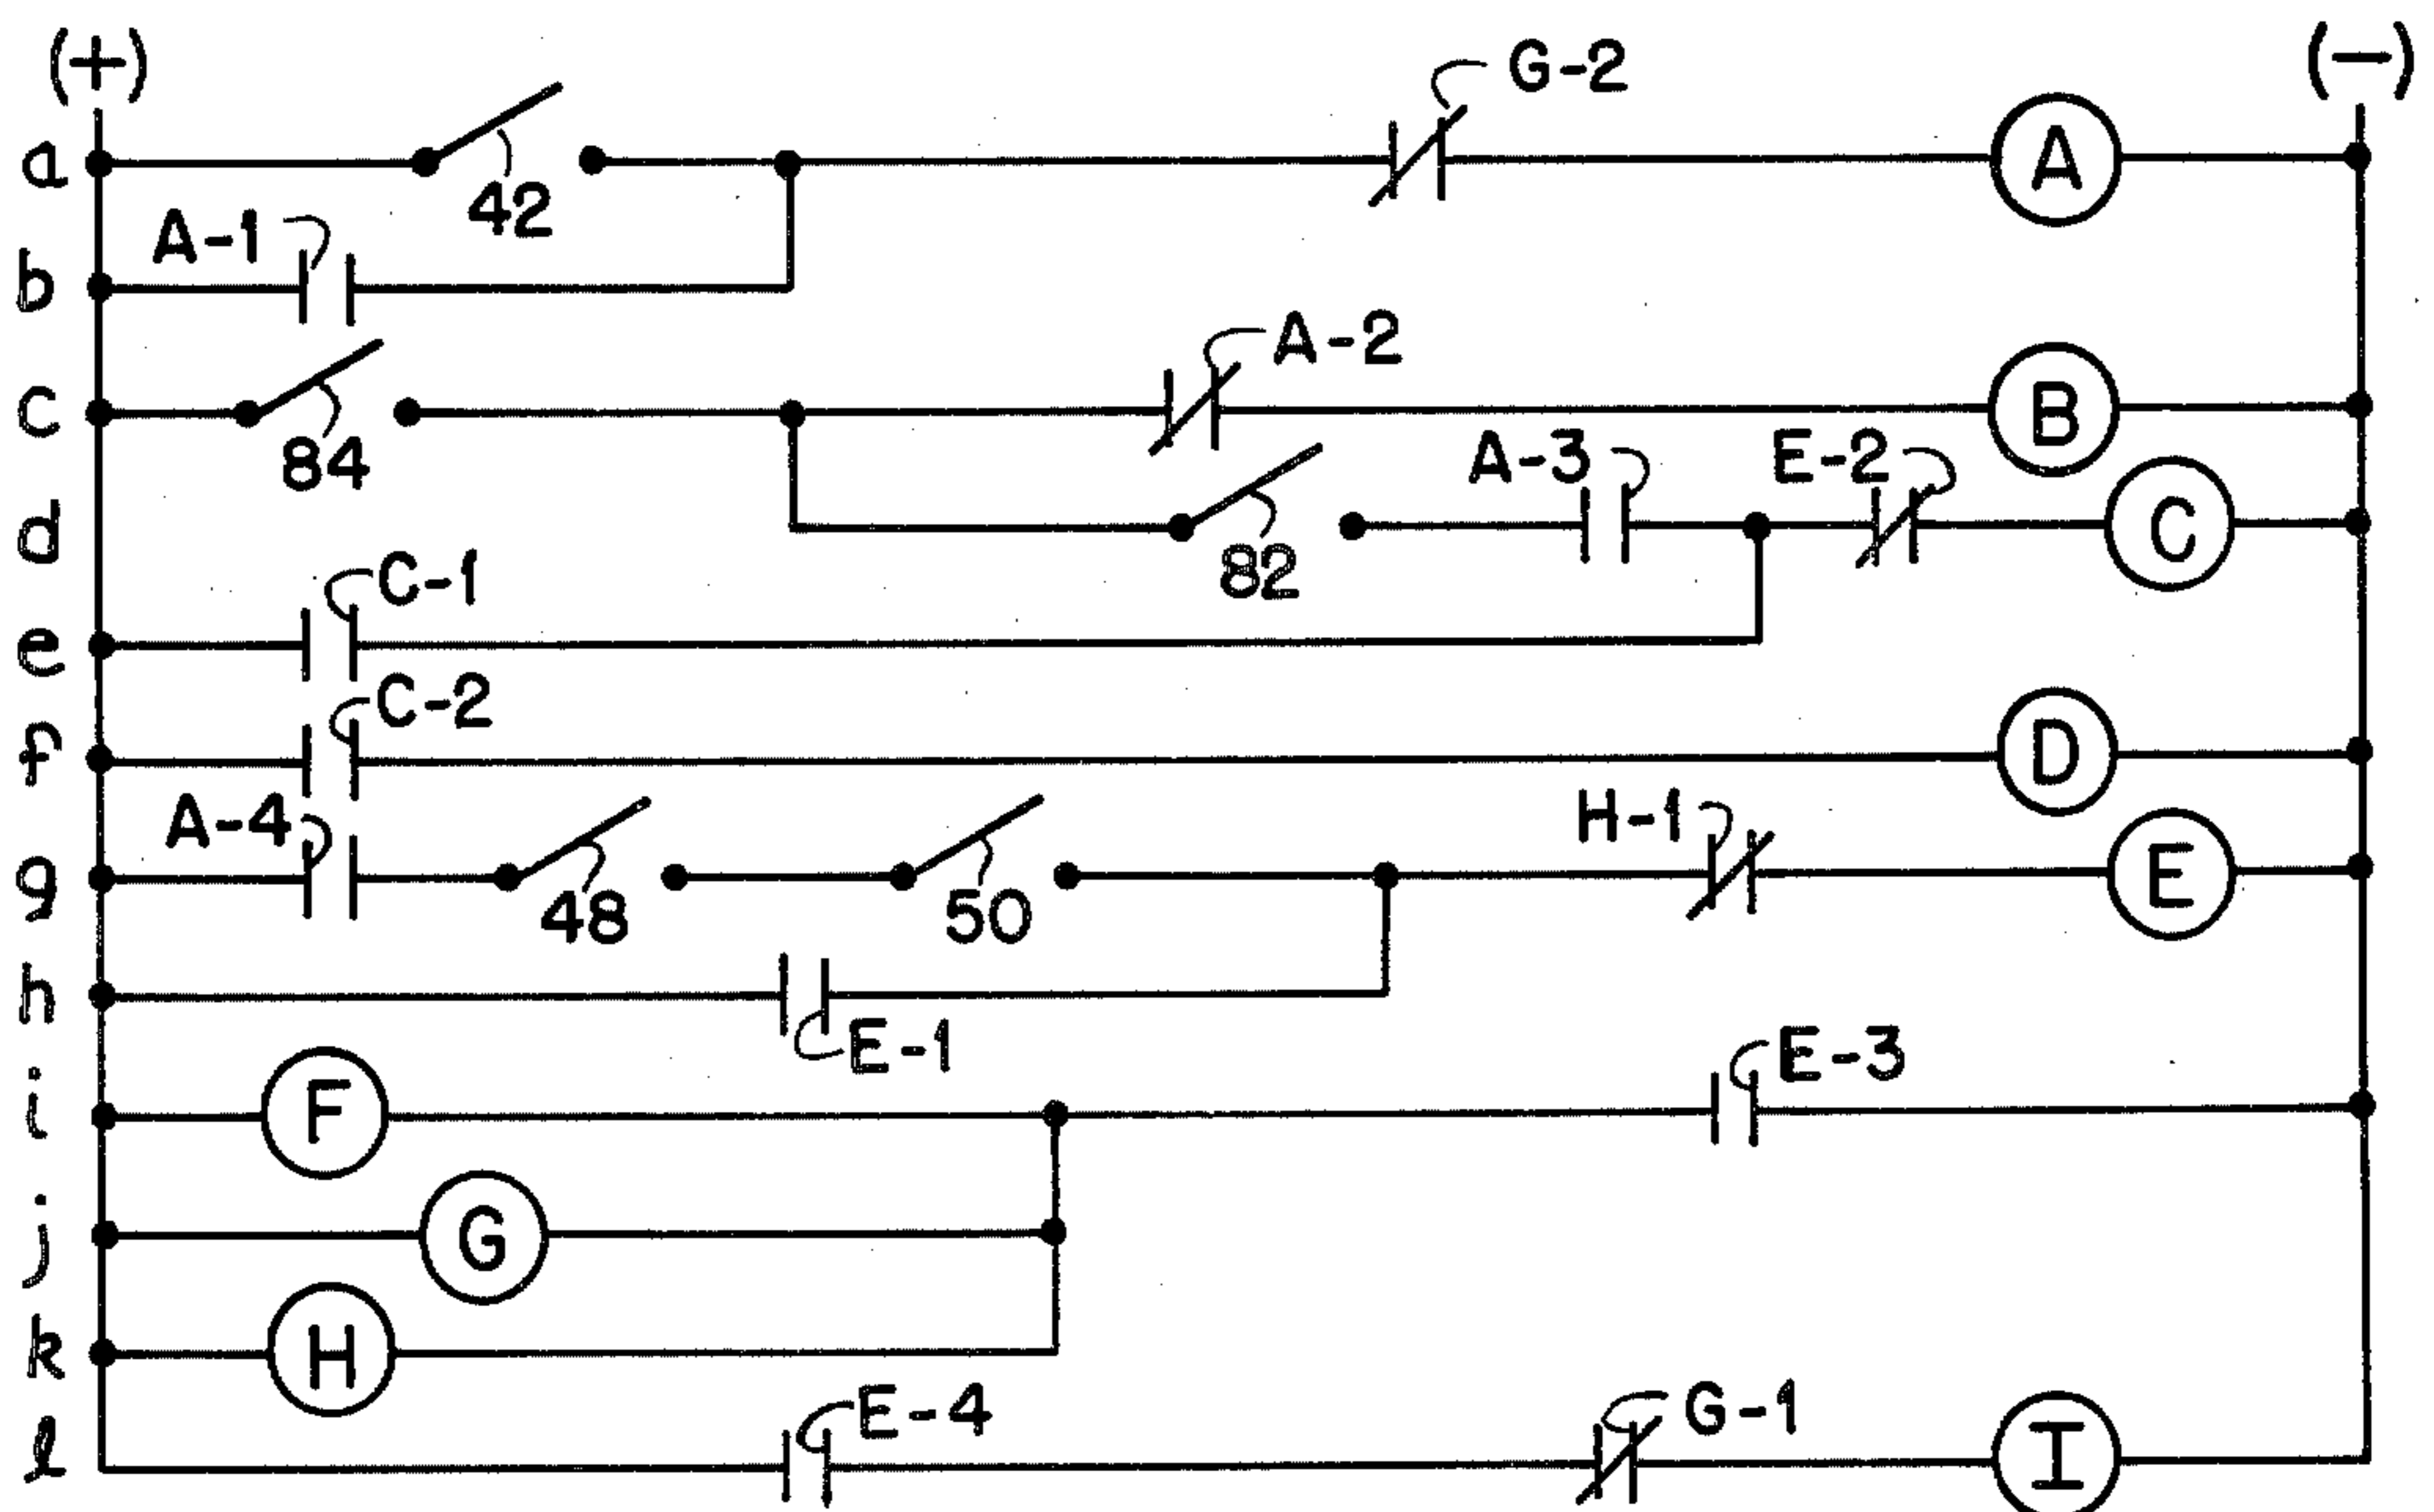 (+) G-2 (−)
a 42 A
A-1
b
A-2
c 84 B
A-3 E-2
d 82 C
C-1
e
C-2
f D
A-4 H-1
g 48 50 E
h E-1
E-3
i F
j G
k H
E-4 G-1
l I